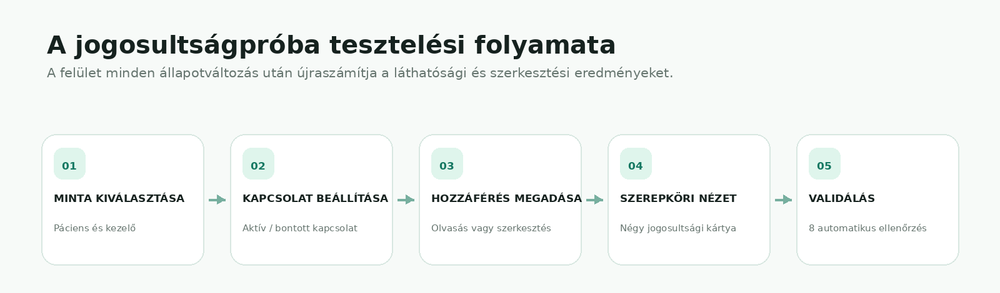 A jogosultságpróba tesztelési folyamata
A felület minden állapotváltozás után újraszámítja a láthatósági és szerkesztési eredményeket.
01
MINTA KIVÁLASZTÁSA
Páciens és kezelő
02
KAPCSOLAT BEÁLLÍTÁSA
Aktív / bontott kapcsolat
03
HOZZÁFÉRÉS MEGADÁSA
Olvasás vagy szerkesztés
04
SZEREPKÖRI NÉZET
Négy jogosultsági kártya
05
VALIDÁLÁS
8 automatikus ellenőrzés